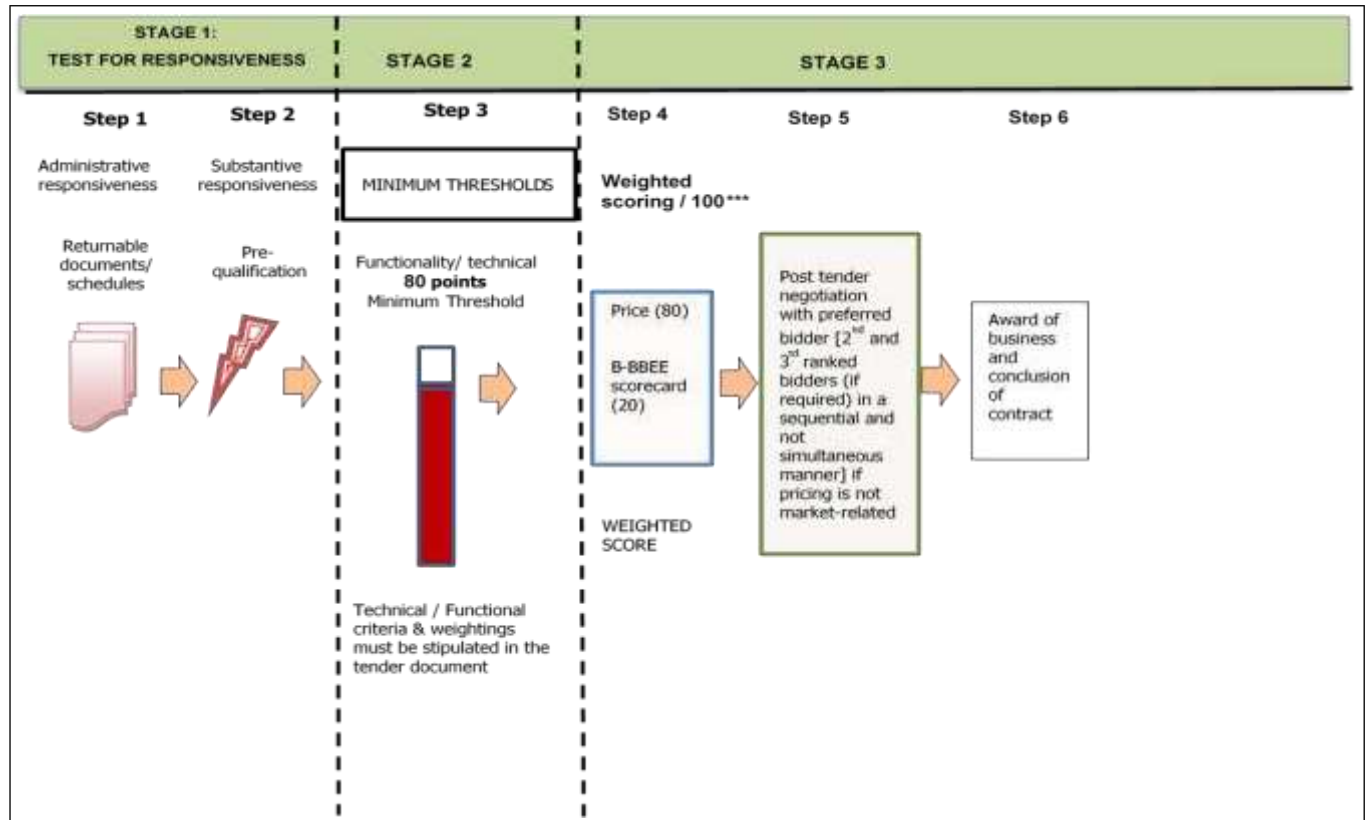 STAGE 1:
TEST FOR RESPONSIVENESS
STAGE 2
STAGE 3
Step 1
Step 2
Step 3
Step 4
Step 5
Step 6
Administrative
responsiveness
Substantive
responsiveness
MINIMUM THRESHOLDS
Weighted
scoring / 100***
Returnable
documents/
schedules
Pre-
qualification
Functionality/ technical
80 points
Minimum Threshold
Technical / Functional
criteria & weightings
must be stipulated in the
tender document
Price (80)
B-BBEE
scorecard
(20)
WEIGHTED
SCORE
Post tender
negotiation
with preferred
bidder [2nd and
3rd ranked
bidders (if
required) in a
sequential and
not
simultaneous
manner] if
pricing is not
market-related
Award of
business
and
conclusion
of
contract